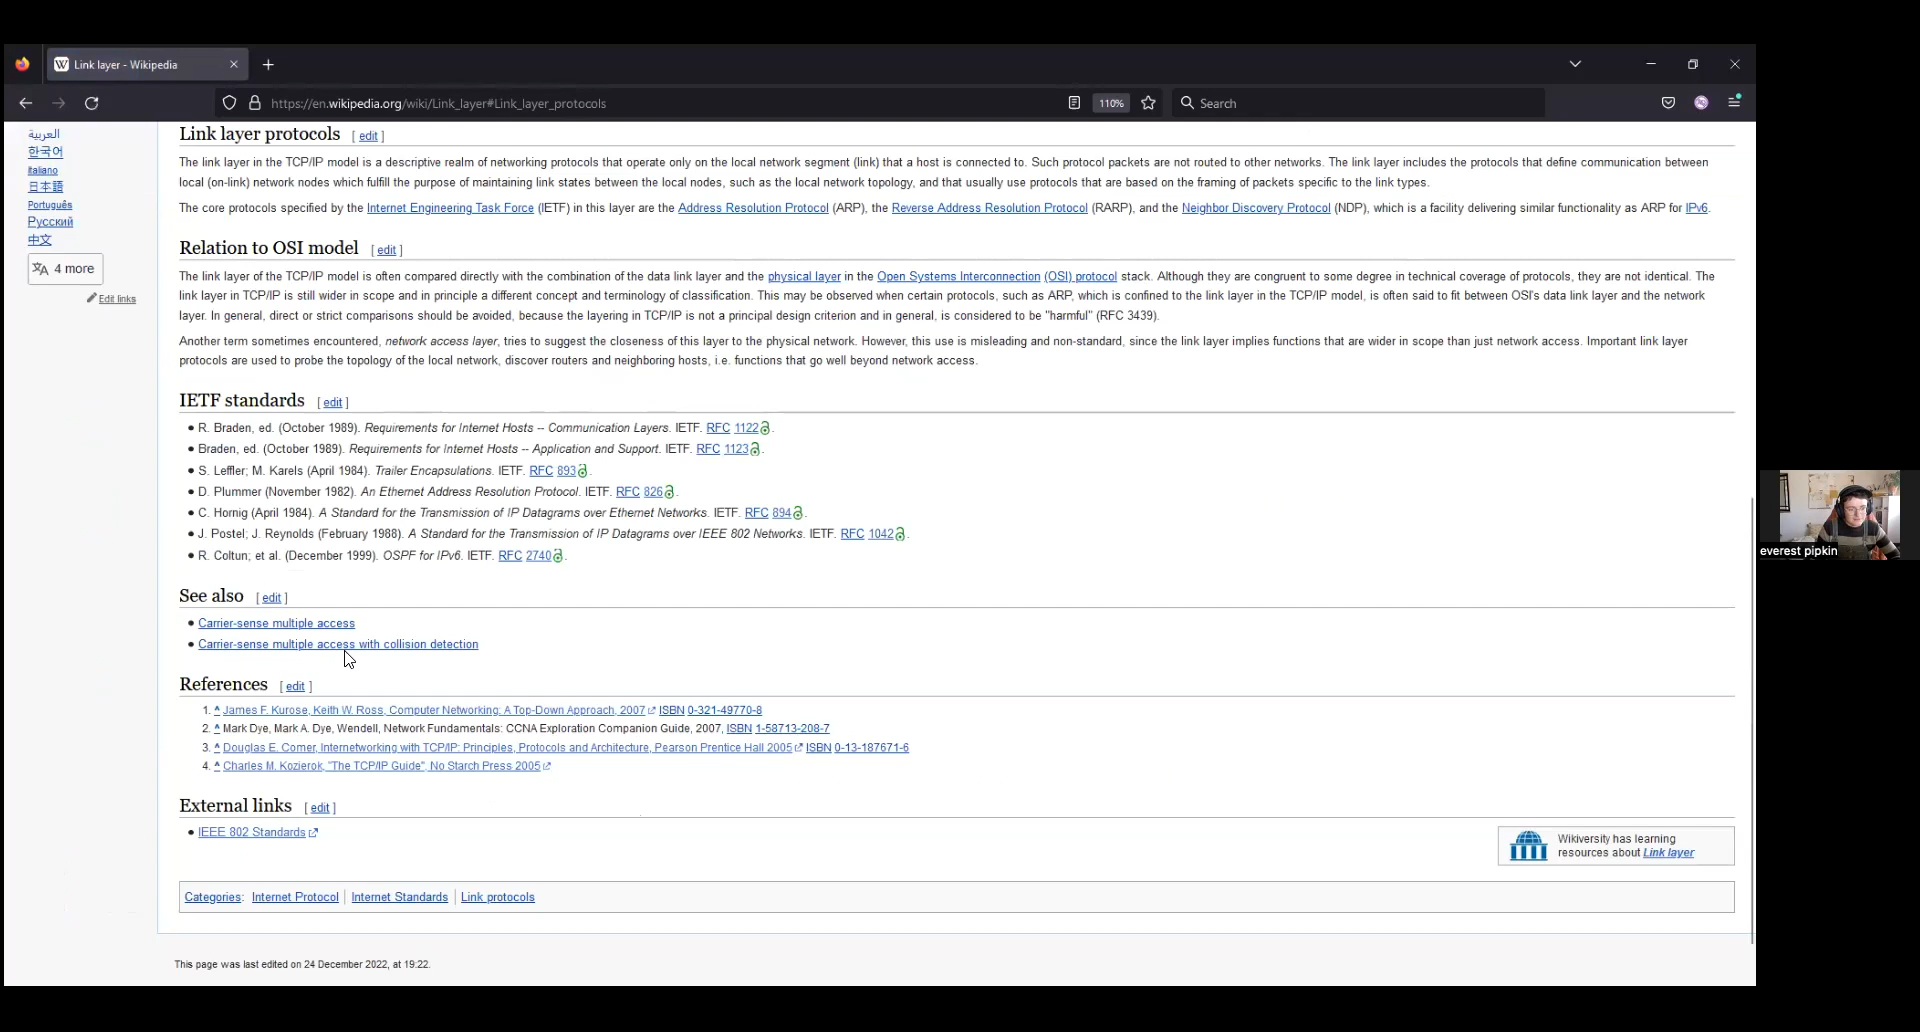 Link layer - Wikipedia
https://en.wikipedia.org/wiki/Link_layer#Link_layer_protocols
110%
Search
العربية
한국어
Italiano
日本語
Português
Русский
中文
4 more
Edit links
Link layer protocols [ edit ]
The link layer in the TCP/IP model is a descriptive realm of networking protocols that operate only on the local network segment (link) that a host is connected to. Such protocol packets are not routed to other networks. The link layer includes the protocols that define communication between
local (on-link) network nodes which fulfill the purpose of maintaining link states between the local nodes, such as the local network topology, and that usually use protocols that are based on the framing of packets specific to the link types.
The core protocols specified by the Internet Engineering Task Force (IETF) in this layer are the Address Resolution Protocol (ARP), the Reverse Address Resolution Protocol (RARP), and the Neighbor Discovery Protocol (NDP), which is a facility delivering similar functionality as ARP for IPv6.
Relation to OSI model [ edit ]
The link layer of the TCP/IP model is often compared directly with the combination of the data link layer and the physical layer in the Open Systems Interconnection (OSI) protocol stack. Although they are congruent to some degree in technical coverage of protocols, they are not identical. The
link layer in TCP/IP is still wider in scope and in principle a different concept and terminology of classification. This may be observed when certain protocols, such as ARP, which is confined to the link layer in the TCP/IP model, is often said to fit between OSI's data link layer and the network
layer. In general, direct or strict comparisons should be avoided, because the layering in TCP/IP is not a principal design criterion and in general, is considered to be "harmful" (RFC 3439).
Another term sometimes encountered, network access layer, tries to suggest the closeness of this layer to the physical network. However, this use is misleading and non-standard, since the link layer implies functions that are wider in scope than just network access. Important link layer
protocols are used to probe the topology of the local network, discover routers and neighboring hosts, i.e. functions that go well beyond network access.
IETF standards [ edit ]
• R. Braden, ed. (October 1989). Requirements for Internet Hosts -- Communication Layers. IETF. RFC 1122.
• Braden, ed. (October 1989). Requirements for Internet Hosts -- Application and Support. IETF. RFC 1123.
• S. Leffler; M. Karels (April 1984). Trailer Encapsulations. IETF. RFC 893.
• D. Plummer (November 1982). An Ethernet Address Resolution Protocol. IETF. RFC 826.
• C. Hornig (April 1984). A Standard for the Transmission of IP Datagrams over Ethernet Networks. IETF. RFC 894.
• J. Postel; J. Reynolds (February 1988). A Standard for the Transmission of IP Datagrams over IEEE 802 Networks. IETF. RFC 1042.
• R. Coltun; et al. (December 1999). OSPF for IPv6. IETF. RFC 2740.
See also [ edit ]
• Carrier-sense multiple access
• Carrier-sense multiple access with collision detection
References [ edit ]
1. ^ James F. Kurose, Keith W. Ross, Computer Networking: A Top-Down Approach, 2007 ISBN 0-321-49770-8
2. ^ Mark Dye, Mark A. Dye, Wendell, Network Fundamentals: CCNA Exploration Companion Guide, 2007, ISBN 1-58713-208-7
3. ^ Douglas E. Comer, Internetworking with TCP/IP: Principles, Protocols and Architecture, Pearson Prentice Hall 2005 ISBN 0-13-187671-6
4. ^ Charles M. Kozierok, "The TCP/IP Guide", No Starch Press 2005
External links [ edit ]
• IEEE 802 Standards
Wikiversity has learning
resources about Link layer
Categories: Internet Protocol | Internet Standards | Link protocols
This page was last edited on 24 December 2022, at 19:22.
everest pipkin